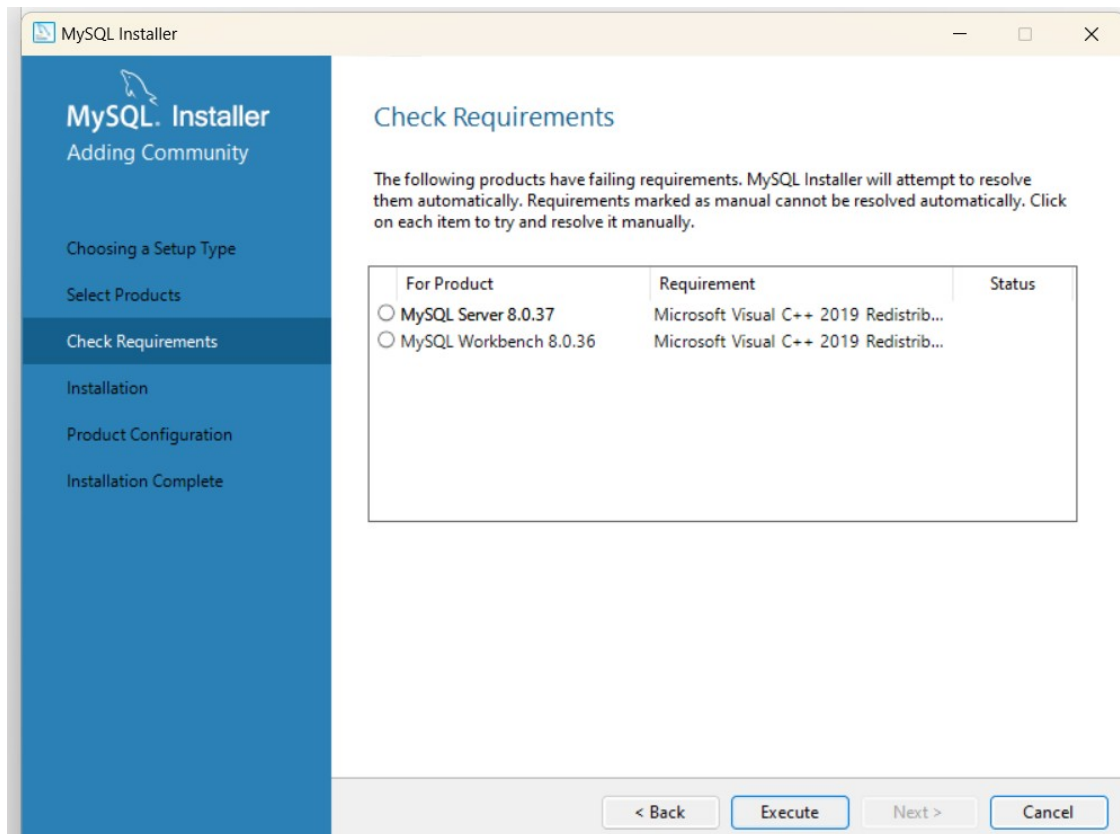 MySQL Installer
MySQL. Installer
Adding Community
Choosing a Setup Type
Select Products
Check Requirements
Installation
Product Configuration
Installation Complete
Check Requirements
The following products have failing requirements. MySQL Installer will attempt to resolve
them automatically. Requirements marked as manual cannot be resolved automatically. Click
on each item to try and resolve it manually.
For Product Requirement Status
MySQL Server 8.0.37 Microsoft Visual C++ 2019 Redistrib...
MySQL Workbench 8.0.36 Microsoft Visual C++ 2019 Redistrib...
< Back Execute Next > Cancel